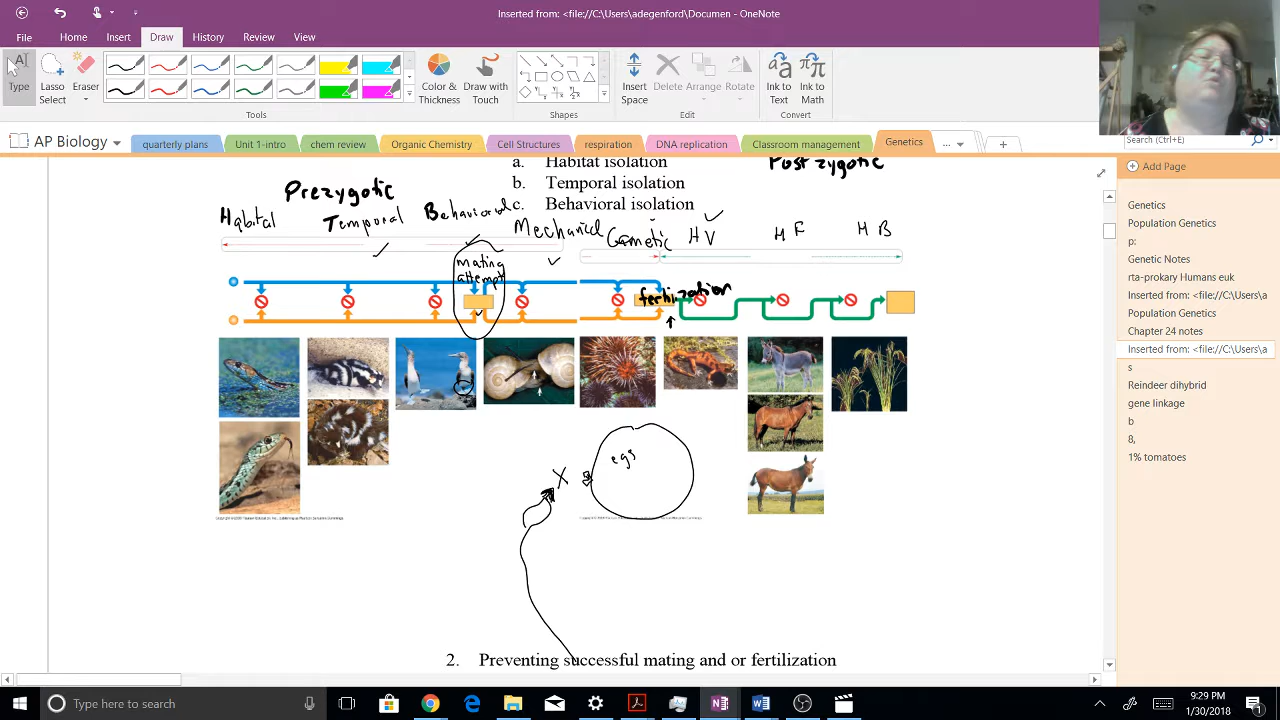 Inserted from: <file://C:\Users\adegenford\Documen - OneNote
File Home Insert Draw History Review View
Type Lasso Select Eraser Color & Thickness Draw with Touch Insert Space Delete Arrange Rotate Ink to Text Ink to Math
Tools Shapes Edit Convert
AP Biology quarterly plans Unit 1-intro chem review Organic Chemistry Cell Structures respiration DNA replication Classroom management Genetics ...
Search (Ctrl+E)
Add Page
Genetics
Population Genetics
p:
Genetic Notes
rta-prokary Humans euk
Inserted from: <file://C:\Users\a
Population Genetics
Chapter 24 notes
Inserted from: <file://C:\Users\a
s
Reindeer dihybrid
gene linkage
b
8,
1% tomatoes
a. Habitat isolation
b. Temporal isolation
c. Behavioral isolation
Postzygotic
Prezygotic
Habital Temporal Behavioral Mechanical Gametic HV HF HB
mating
attempt
fertilization
egg
2. Preventing successful mating and or fertilization
Type here to search
9:29 PM
1/30/2018